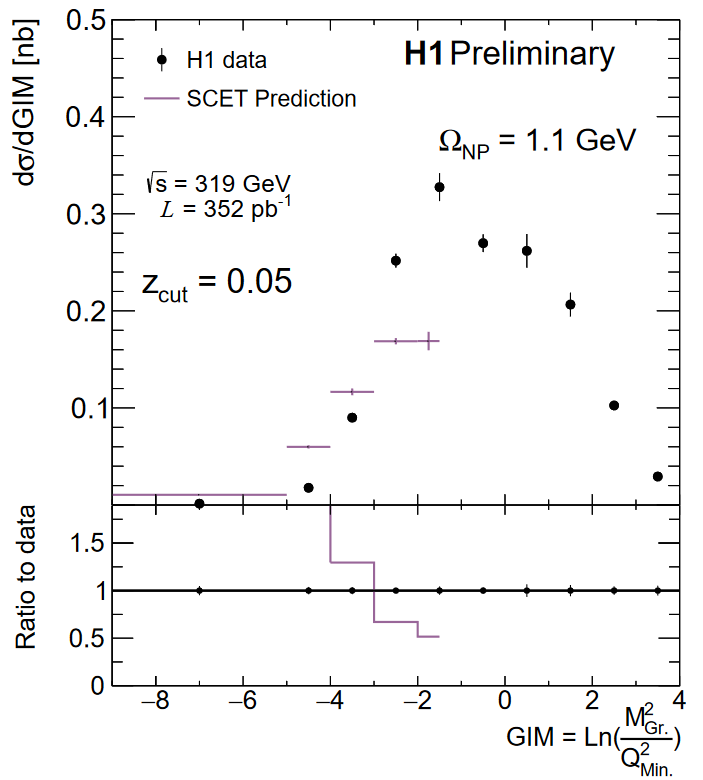 dσ/dGIM [nb]
0.5
0.4
0.3
0.2
0.1
H1 data
SCET Prediction
H1 Preliminary
Ω_NP = 1.1 GeV
√s = 319 GeV
L = 352 pb⁻¹
z_cut = 0.05
Ratio to data
1.5
1
0.5
0
−8 −6 −4 −2 0 2 4
GIM = Ln(M²_Gr. / Q²_Min.)